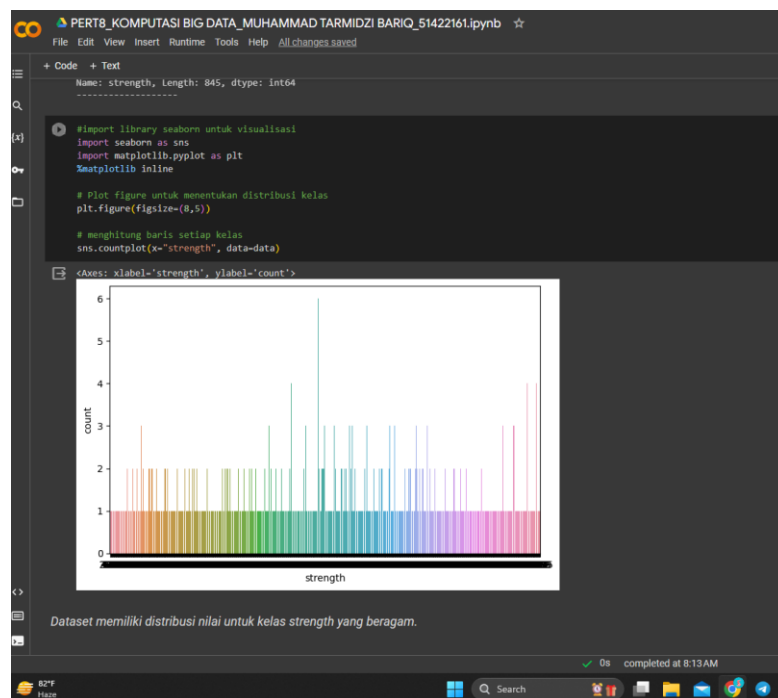 CO
PERT8_KOMPUTASI BIG DATA_MUHAMMAD TARMIDZI BARIQ_51422161.ipynb
File Edit View Insert Runtime Tools Help All changes saved
+ Code + Text
Name: strength, Length: 845, dtype: int64
-------------------
{x}
#import library seaborn untuk visualisasi
import seaborn as sns
import matplotlib.pyplot as plt
%matplotlib inline
# Plot figure untuk menentukan distribusi kelas
plt.figure(figsize=(8,5))
# menghitung baris setiap kelas
sns.countplot(x="strength", data=data)
<Axes: xlabel='strength', ylabel='count'>
6
5
4
3
2
1
0
count
strength
Dataset memiliki distribusi nilai untuk kelas strength yang beragam.
0s completed at 8:13 AM
82°F
Haze
Search